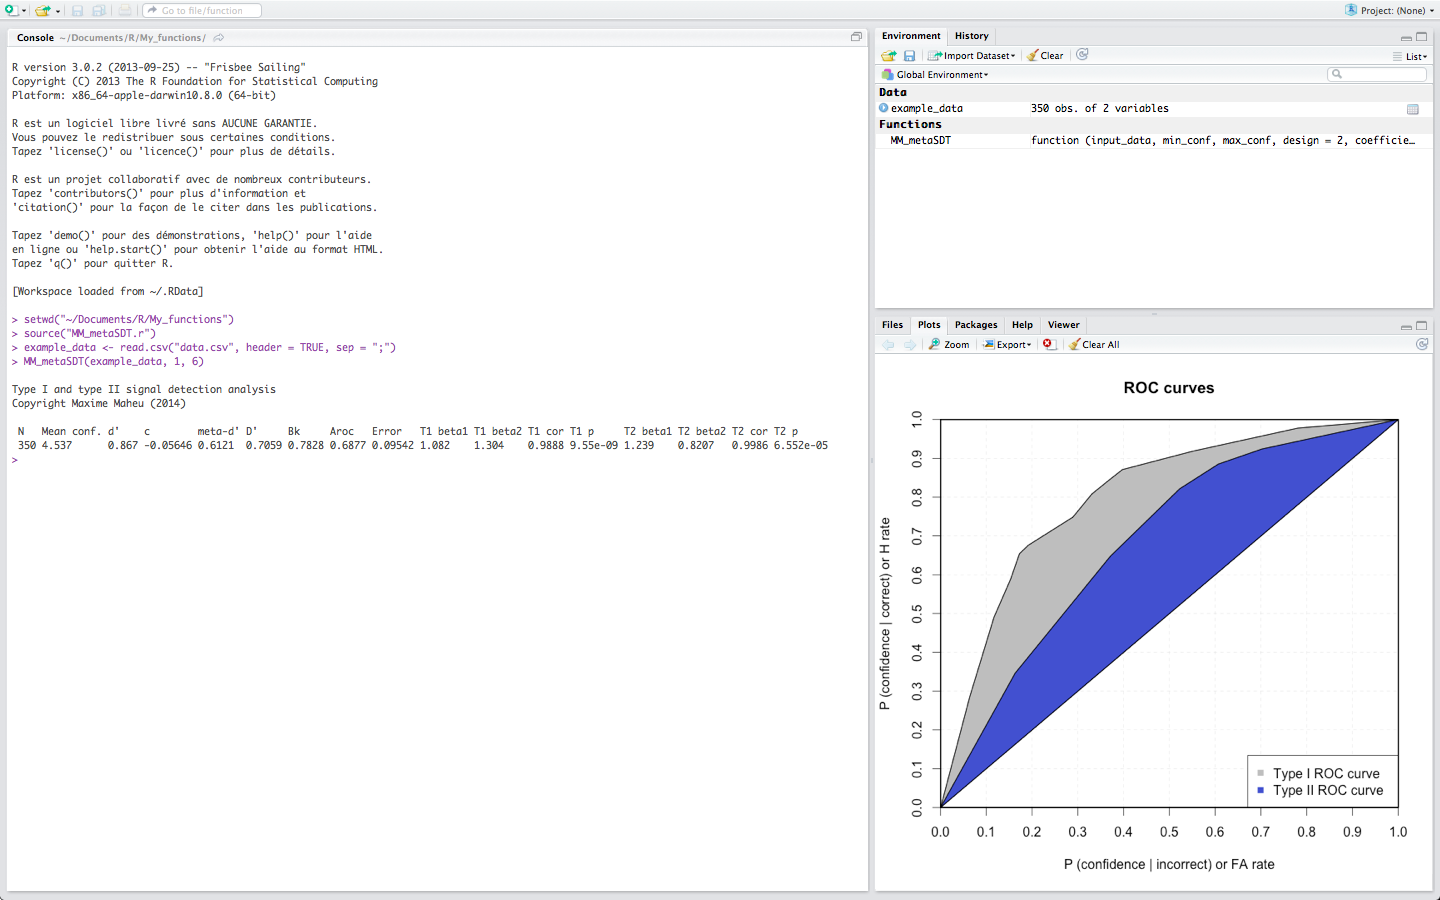 Go to file/function
Project: (None)
Console ~/Documents/R/My_functions/
R version 3.0.2 (2013-09-25) -- "Frisbee Sailing"
Copyright (C) 2013 The R Foundation for Statistical Computing
Platform: x86_64-apple-darwin10.8.0 (64-bit)
R est un logiciel libre livré sans AUCUNE GARANTIE.
Vous pouvez le redistribuer sous certaines conditions.
Tapez 'license()' ou 'licence()' pour plus de détails.
R est un projet collaboratif avec de nombreux contributeurs.
Tapez 'contributors()' pour plus d'information et
'citation()' pour la façon de le citer dans les publications.
Tapez 'demo()' pour des démonstrations, 'help()' pour l'aide
en ligne ou 'help.start()' pour obtenir l'aide au format HTML.
Tapez 'q()' pour quitter R.
[Workspace loaded from ~/.RData]
> setwd("~/Documents/R/My_functions")
> source("MM_metaSDT.r")
> example_data <- read.csv("data.csv", header = TRUE, sep = ";")
> MM_metaSDT(example_data, 1, 6)
Type I and type II signal detection analysis
Copyright Maxime Maheu (2014)
N Mean conf. d' c meta-d' D' Bk Aroc Error T1 beta1 T1 beta2 T1 cor T1 p T2 beta1 T2 beta2 T2 cor T2 p
350 4.537 0.867 -0.05646 0.6121 0.7059 0.7828 0.6877 0.09542 1.082 1.304 0.9888 9.55e-09 1.239 0.8207 0.9986 6.552e-05
>
Environment History
Import Dataset Clear List
Global Environment
Data
example_data 350 obs. of 2 variables
Functions
MM_metaSDT function (input_data, min_conf, max_conf, design = 2, coefficie…
Files Plots Packages Help Viewer
Zoom Export Clear All
ROC curves
P (confidence | correct) or H rate
1.0
0.9
0.8
0.7
0.6
0.5
0.4
0.3
0.2
0.1
0.0
Type I ROC curve
Type II ROC curve
0.0 0.1 0.2 0.3 0.4 0.5 0.6 0.7 0.8 0.9 1.0
P (confidence | incorrect) or FA rate